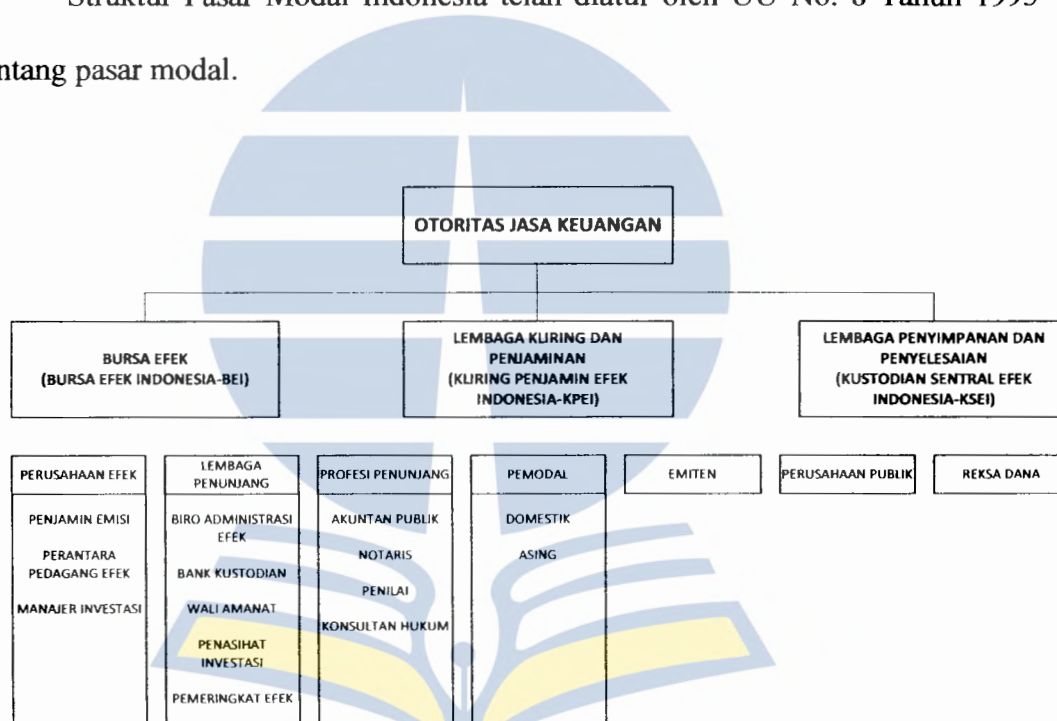 Struktur Pasar Modal Indonesia telah diatur oleh UU No. 8 Tahun 1995
ntang pasar modal.
OTORITAS JASA KEUANGAN
BURSA EFEK
(BURSA EFEK INDONESIA-BEI)
LEMBAGA KLIRING DAN
PENJAMINAN
(KLIRING PENJAMIN EFEK
INDONESIA-KPEI)
LEMBAGA PENYIMPANAN DAN
PENYELESAIAN
(KUSTODIAN SENTRAL EFEK
INDONESIA-KSEI)
PERUSAHAAN EFEK
PENJAMIN EMISI
PERANTARA
PEDAGANG EFEK
MANAJER INVESTASI
LEMBAGA
PENUNJANG
BIRO ADMINISTRASI
EFEK
BANK KUSTODIAN
WALI AMANAT
PENASIHAT
INVESTASI
PEMERINGKAT EFEK
PROFESI PENUNJANG
AKUNTAN PUBLIK
NOTARIS
PENILAI
KONSULTAN HUKUM
PEMODAL
DOMESTIK
ASING
EMITEN
PERUSAHAAN PUBLIK
REKSA DANA